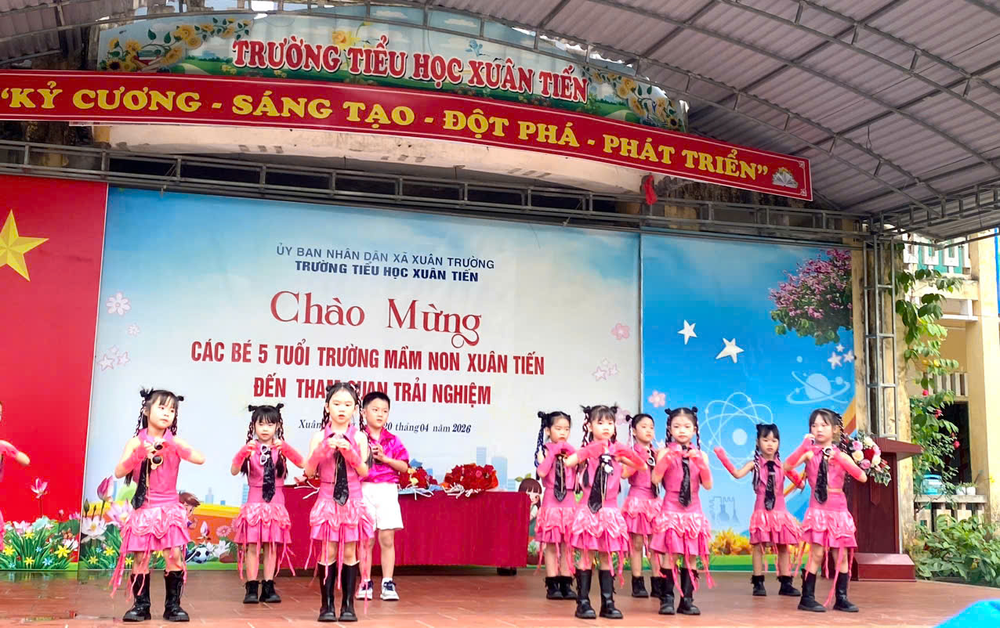 TRƯỜNG TIỂU HỌC XUÂN TIẾN
“KỶ CƯƠNG - SÁNG TẠO - ĐỘT PHÁ - PHÁT TRIỂN”
ỦY BAN NHÂN DÂN XÃ XUÂN TRƯỜNG
TRƯỜNG TIỂU HỌC XUÂN TIẾN
Chào Mừng
CÁC BÉ 5 TUỔI TRƯỜNG MẦM NON XUÂN TIẾN
ĐẾN THAM QUAN TRẢI NGHIỆM
Xuân 20 tháng 04 năm 2026